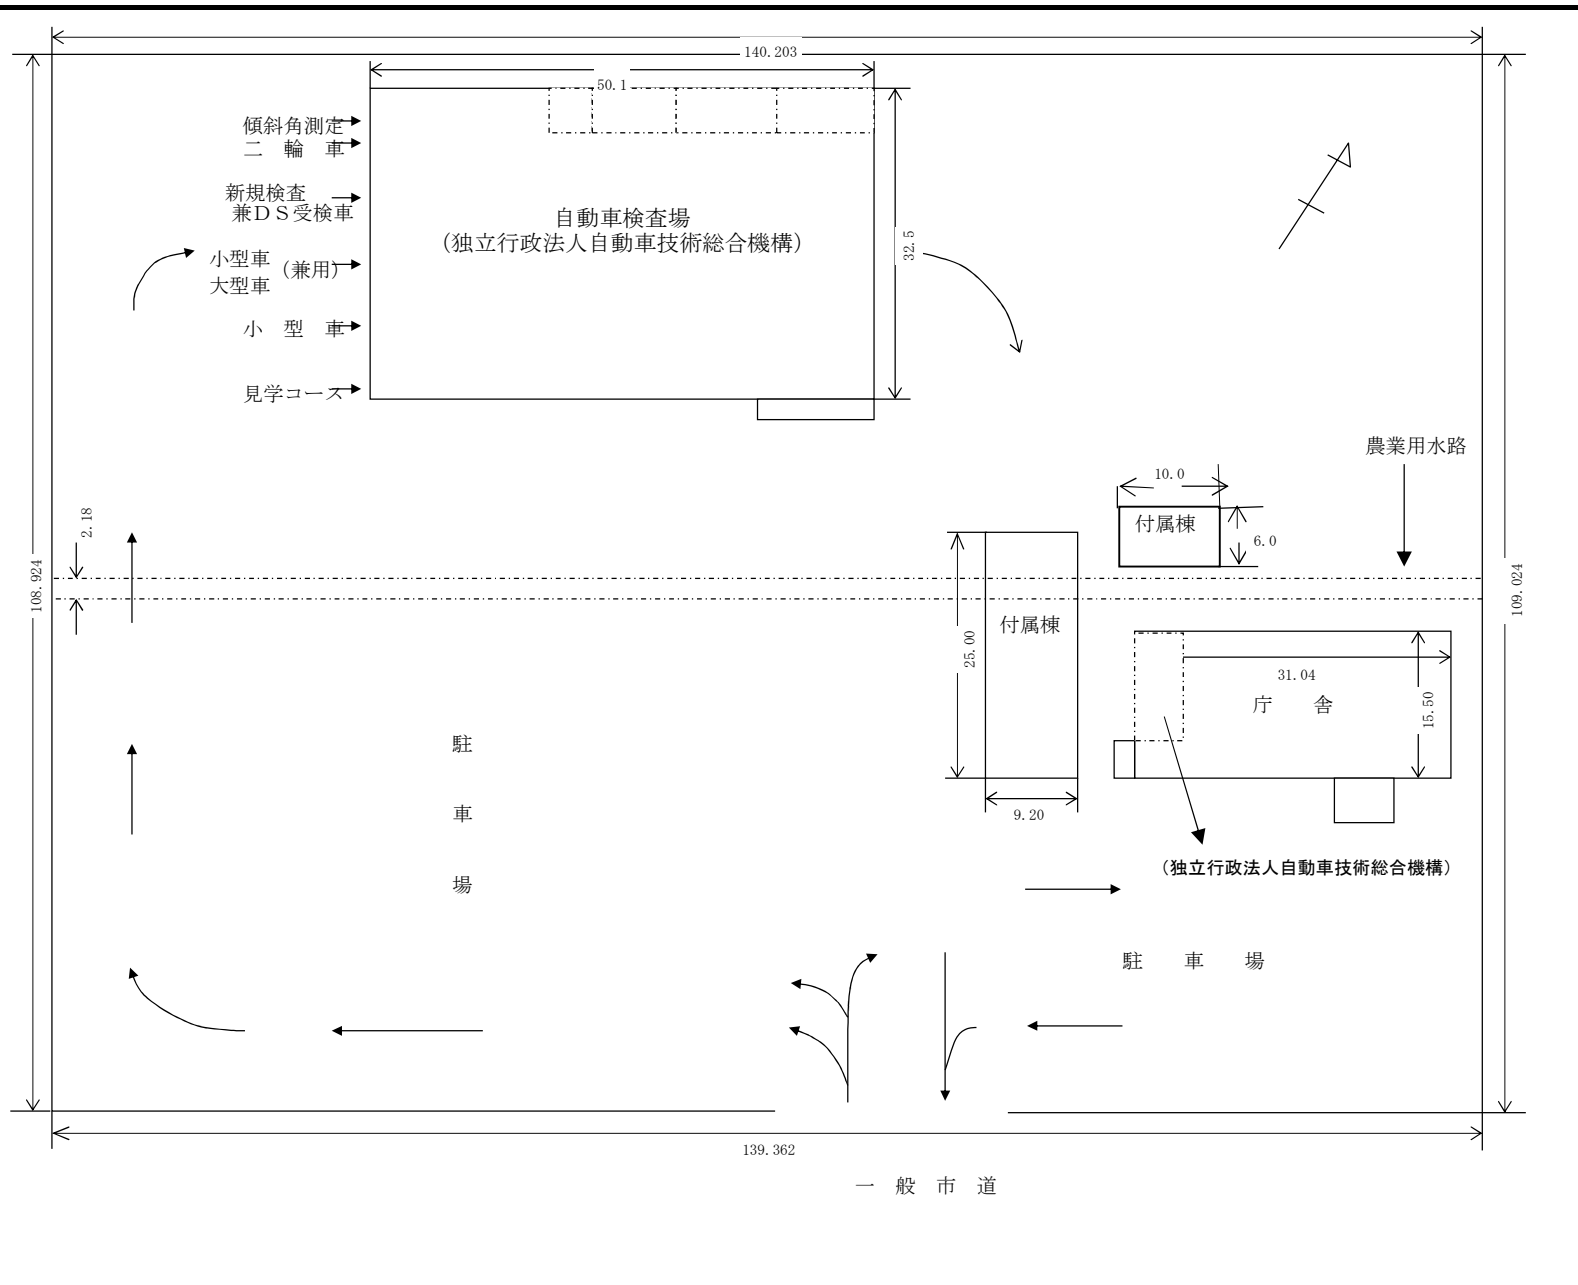 140.203
50.1
傾斜角測定
二　輪　車
新規検査
兼DS受検車
自動車検査場
（独立行政法人自動車技術総合機構）
32.5
小型車
（兼用）
大型車
小　型　車
見学コース
農業用水路
10.0
付属棟
6.0
2.18
108.924
109.024
付属棟
25.00
31.04
庁　　舎
15.50
駐
車
場
9.20
（独立行政法人自動車技術総合機構）
駐　車　場
139.362
一　般　市　道